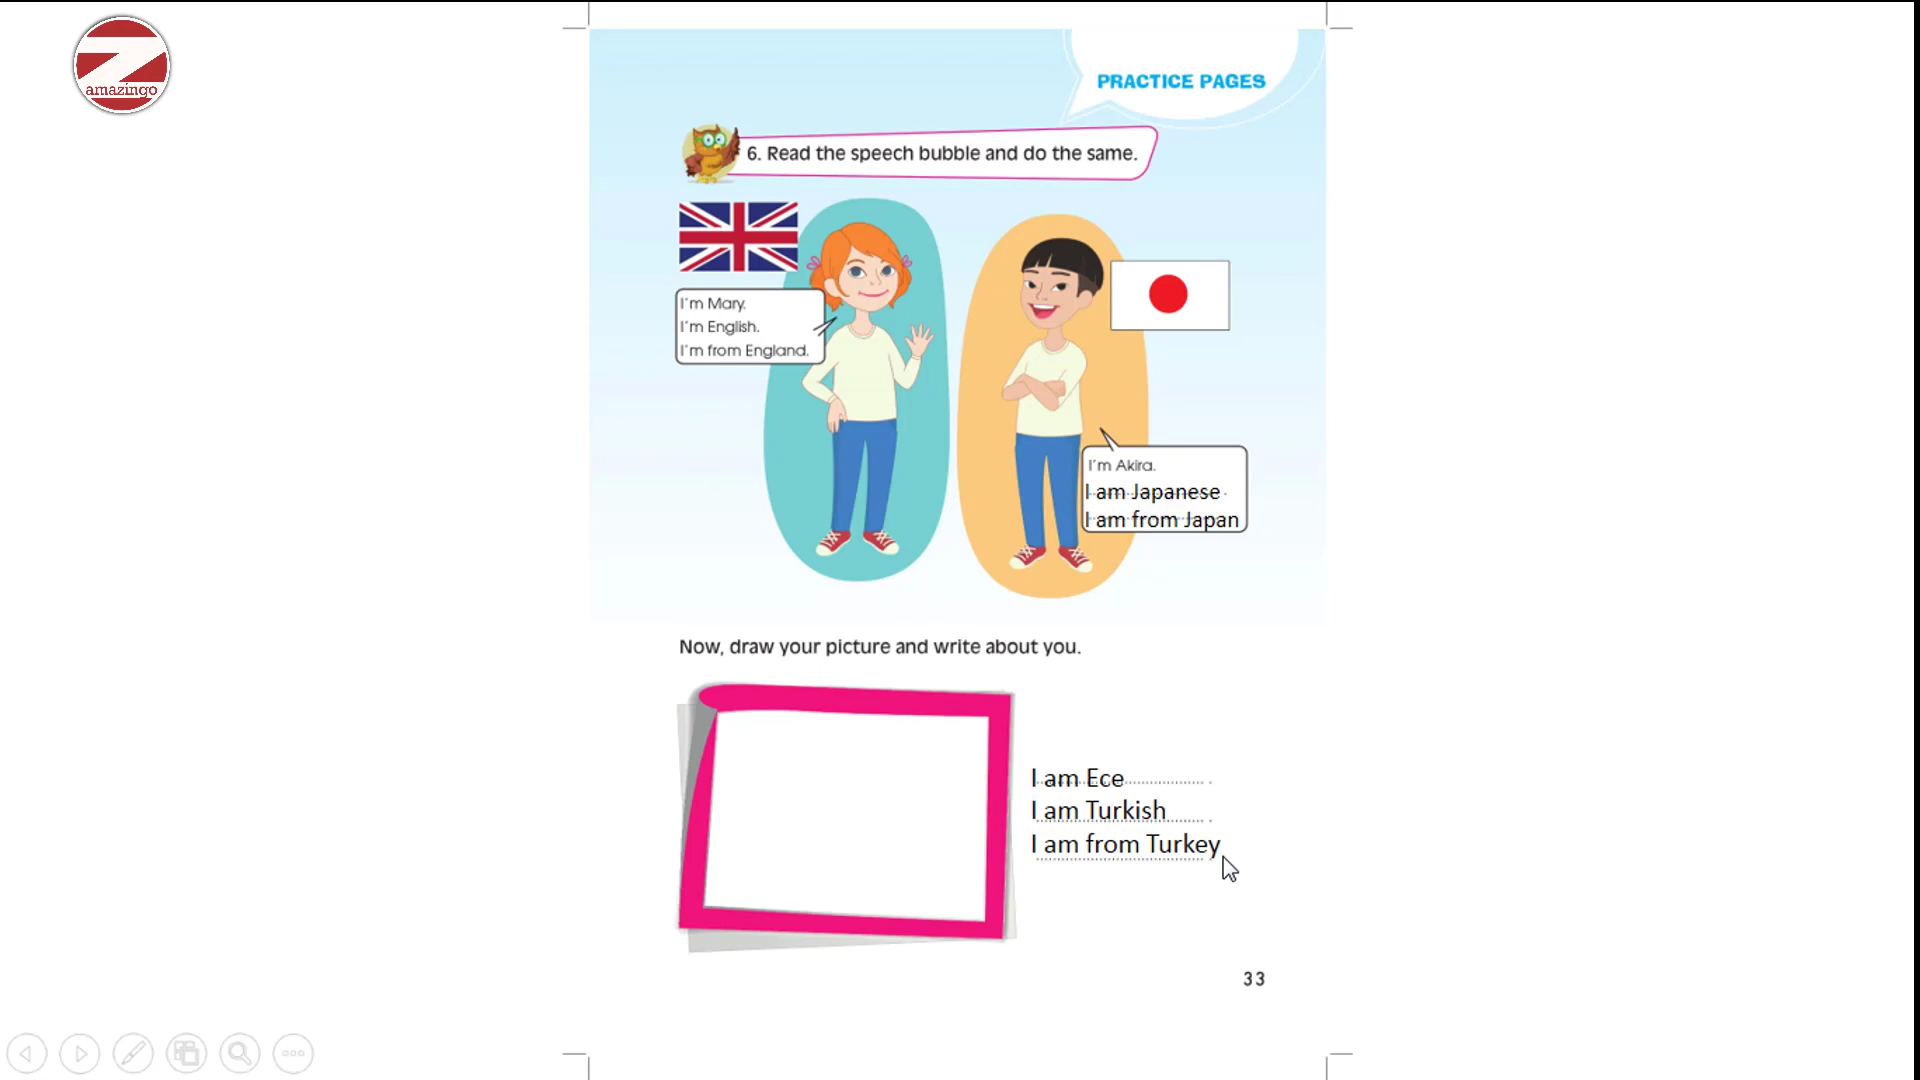 amazingo
PRACTICE PAGES
6. Read the speech bubble and do the same.
I'm Mary.
I'm English.
I'm from England.
I'm Akira.
I am Japanese
I am from Japan
Now, draw your picture and write about you.
I am Ece
I am Turkish
I am from Turkey
33